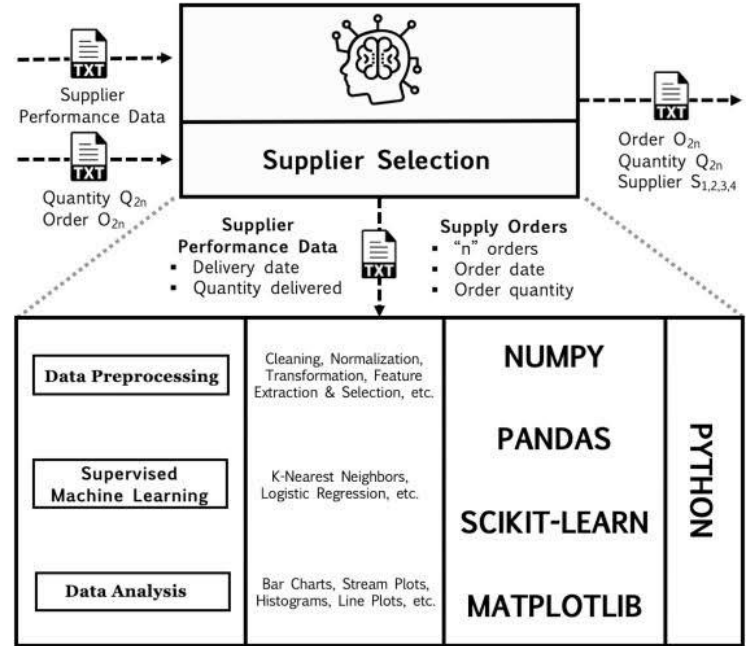 TXT
Supplier
Performance Data
TXT
Quantity Q2n
Order O2n
Supplier Selection
TXT
Order O2n
Quantity Q2n
Supplier S1,2,3,4
Supplier
Performance Data
▪ Delivery date
▪ Quantity delivered
TXT
Supply Orders
▪ “n” orders
▪ Order date
▪ Order quantity
Data Preprocessing
Cleaning, Normalization,
Transformation, Feature
Extraction & Selection, etc.
Supervised
Machine Learning
K-Nearest Neighbors,
Logistic Regression, etc.
Data Analysis
Bar Charts, Stream Plots,
Histograms, Line Plots, etc.
NUMPY
PANDAS
SCIKIT-LEARN
MATPLOTLIB
PYTHON